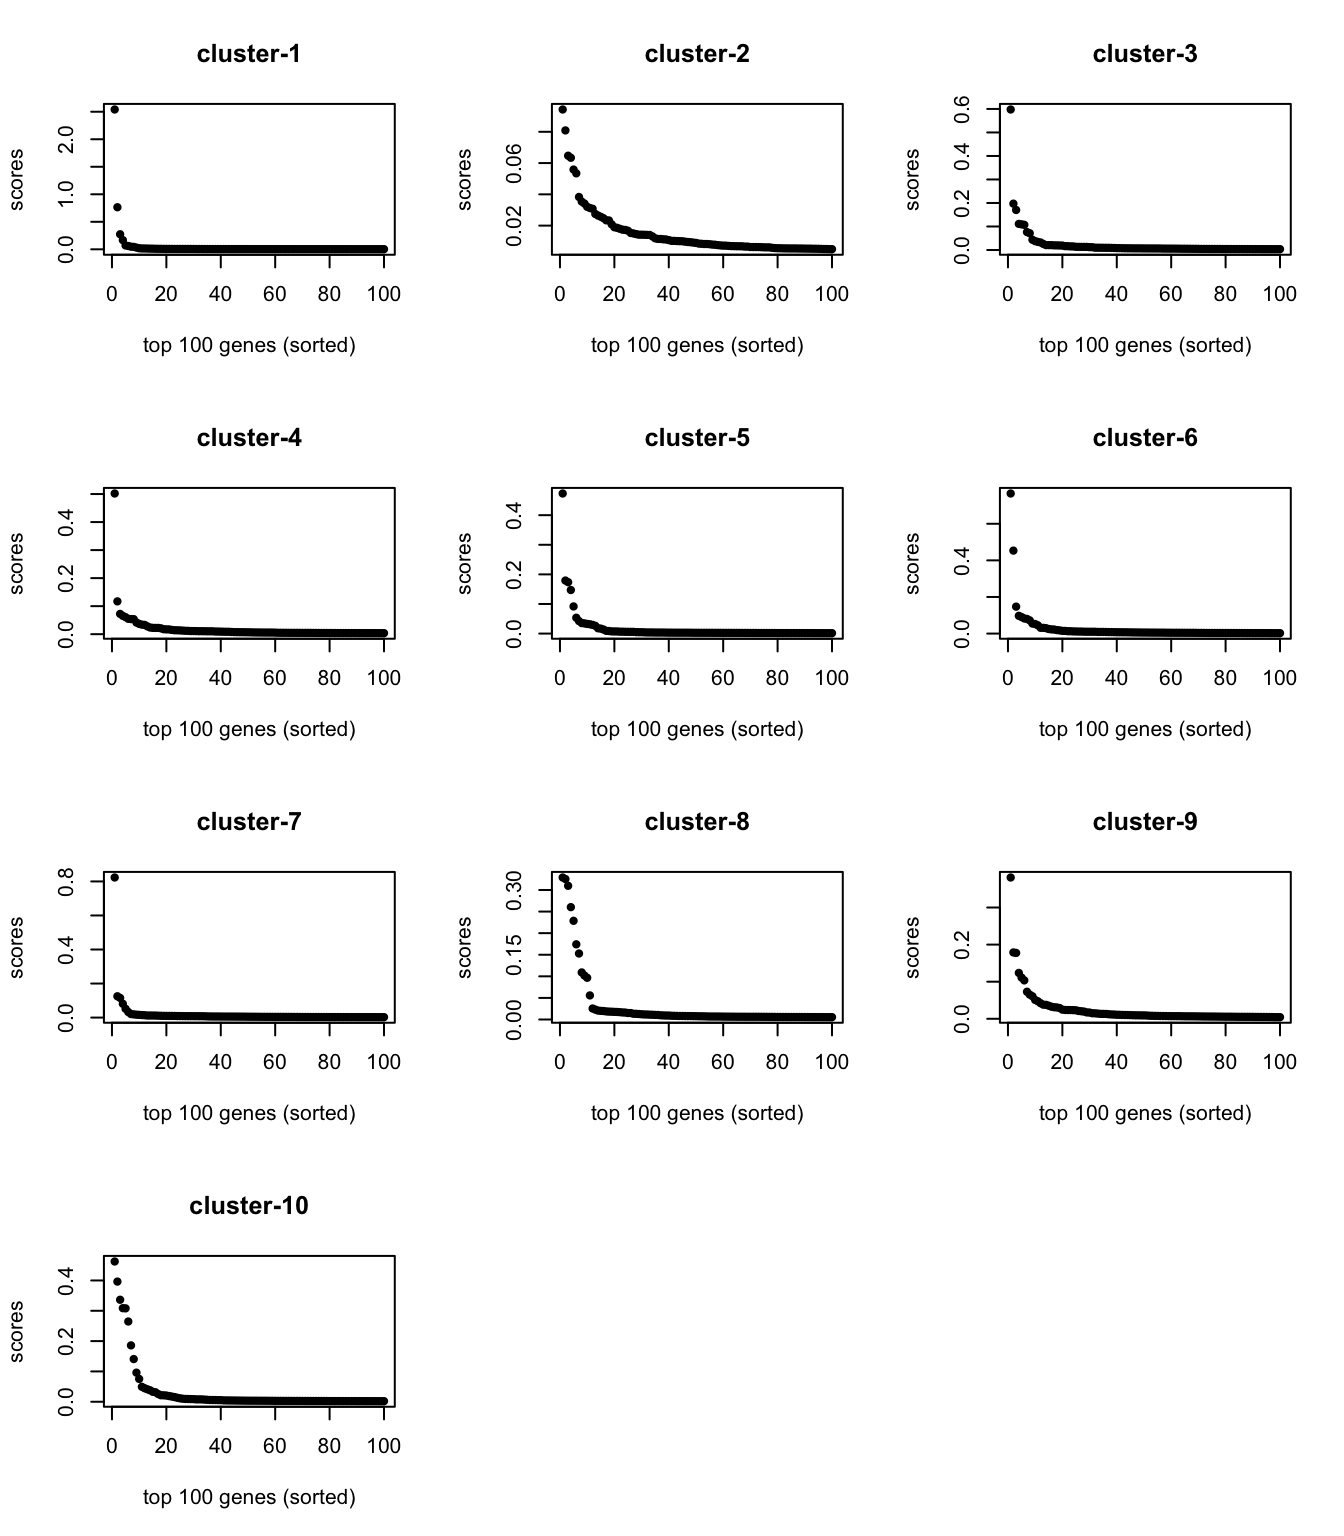 cluster-1
scores
0.0 1.0 2.0
0 20 40 60 80 100
top 100 genes (sorted)
cluster-2
scores
0.02 0.06
0 20 40 60 80 100
top 100 genes (sorted)
cluster-3
scores
0.0 0.2 0.4 0.6
0 20 40 60 80 100
top 100 genes (sorted)
cluster-4
scores
0.0 0.2 0.4
0 20 40 60 80 100
top 100 genes (sorted)
cluster-5
scores
0.0 0.2 0.4
0 20 40 60 80 100
top 100 genes (sorted)
cluster-6
scores
0.0 0.4
0 20 40 60 80 100
top 100 genes (sorted)
cluster-7
scores
0.0 0.4 0.8
0 20 40 60 80 100
top 100 genes (sorted)
cluster-8
scores
0.00 0.15 0.30
0 20 40 60 80 100
top 100 genes (sorted)
cluster-9
scores
0.0 0.2
0 20 40 60 80 100
top 100 genes (sorted)
cluster-10
scores
0.0 0.2 0.4
0 20 40 60 80 100
top 100 genes (sorted)